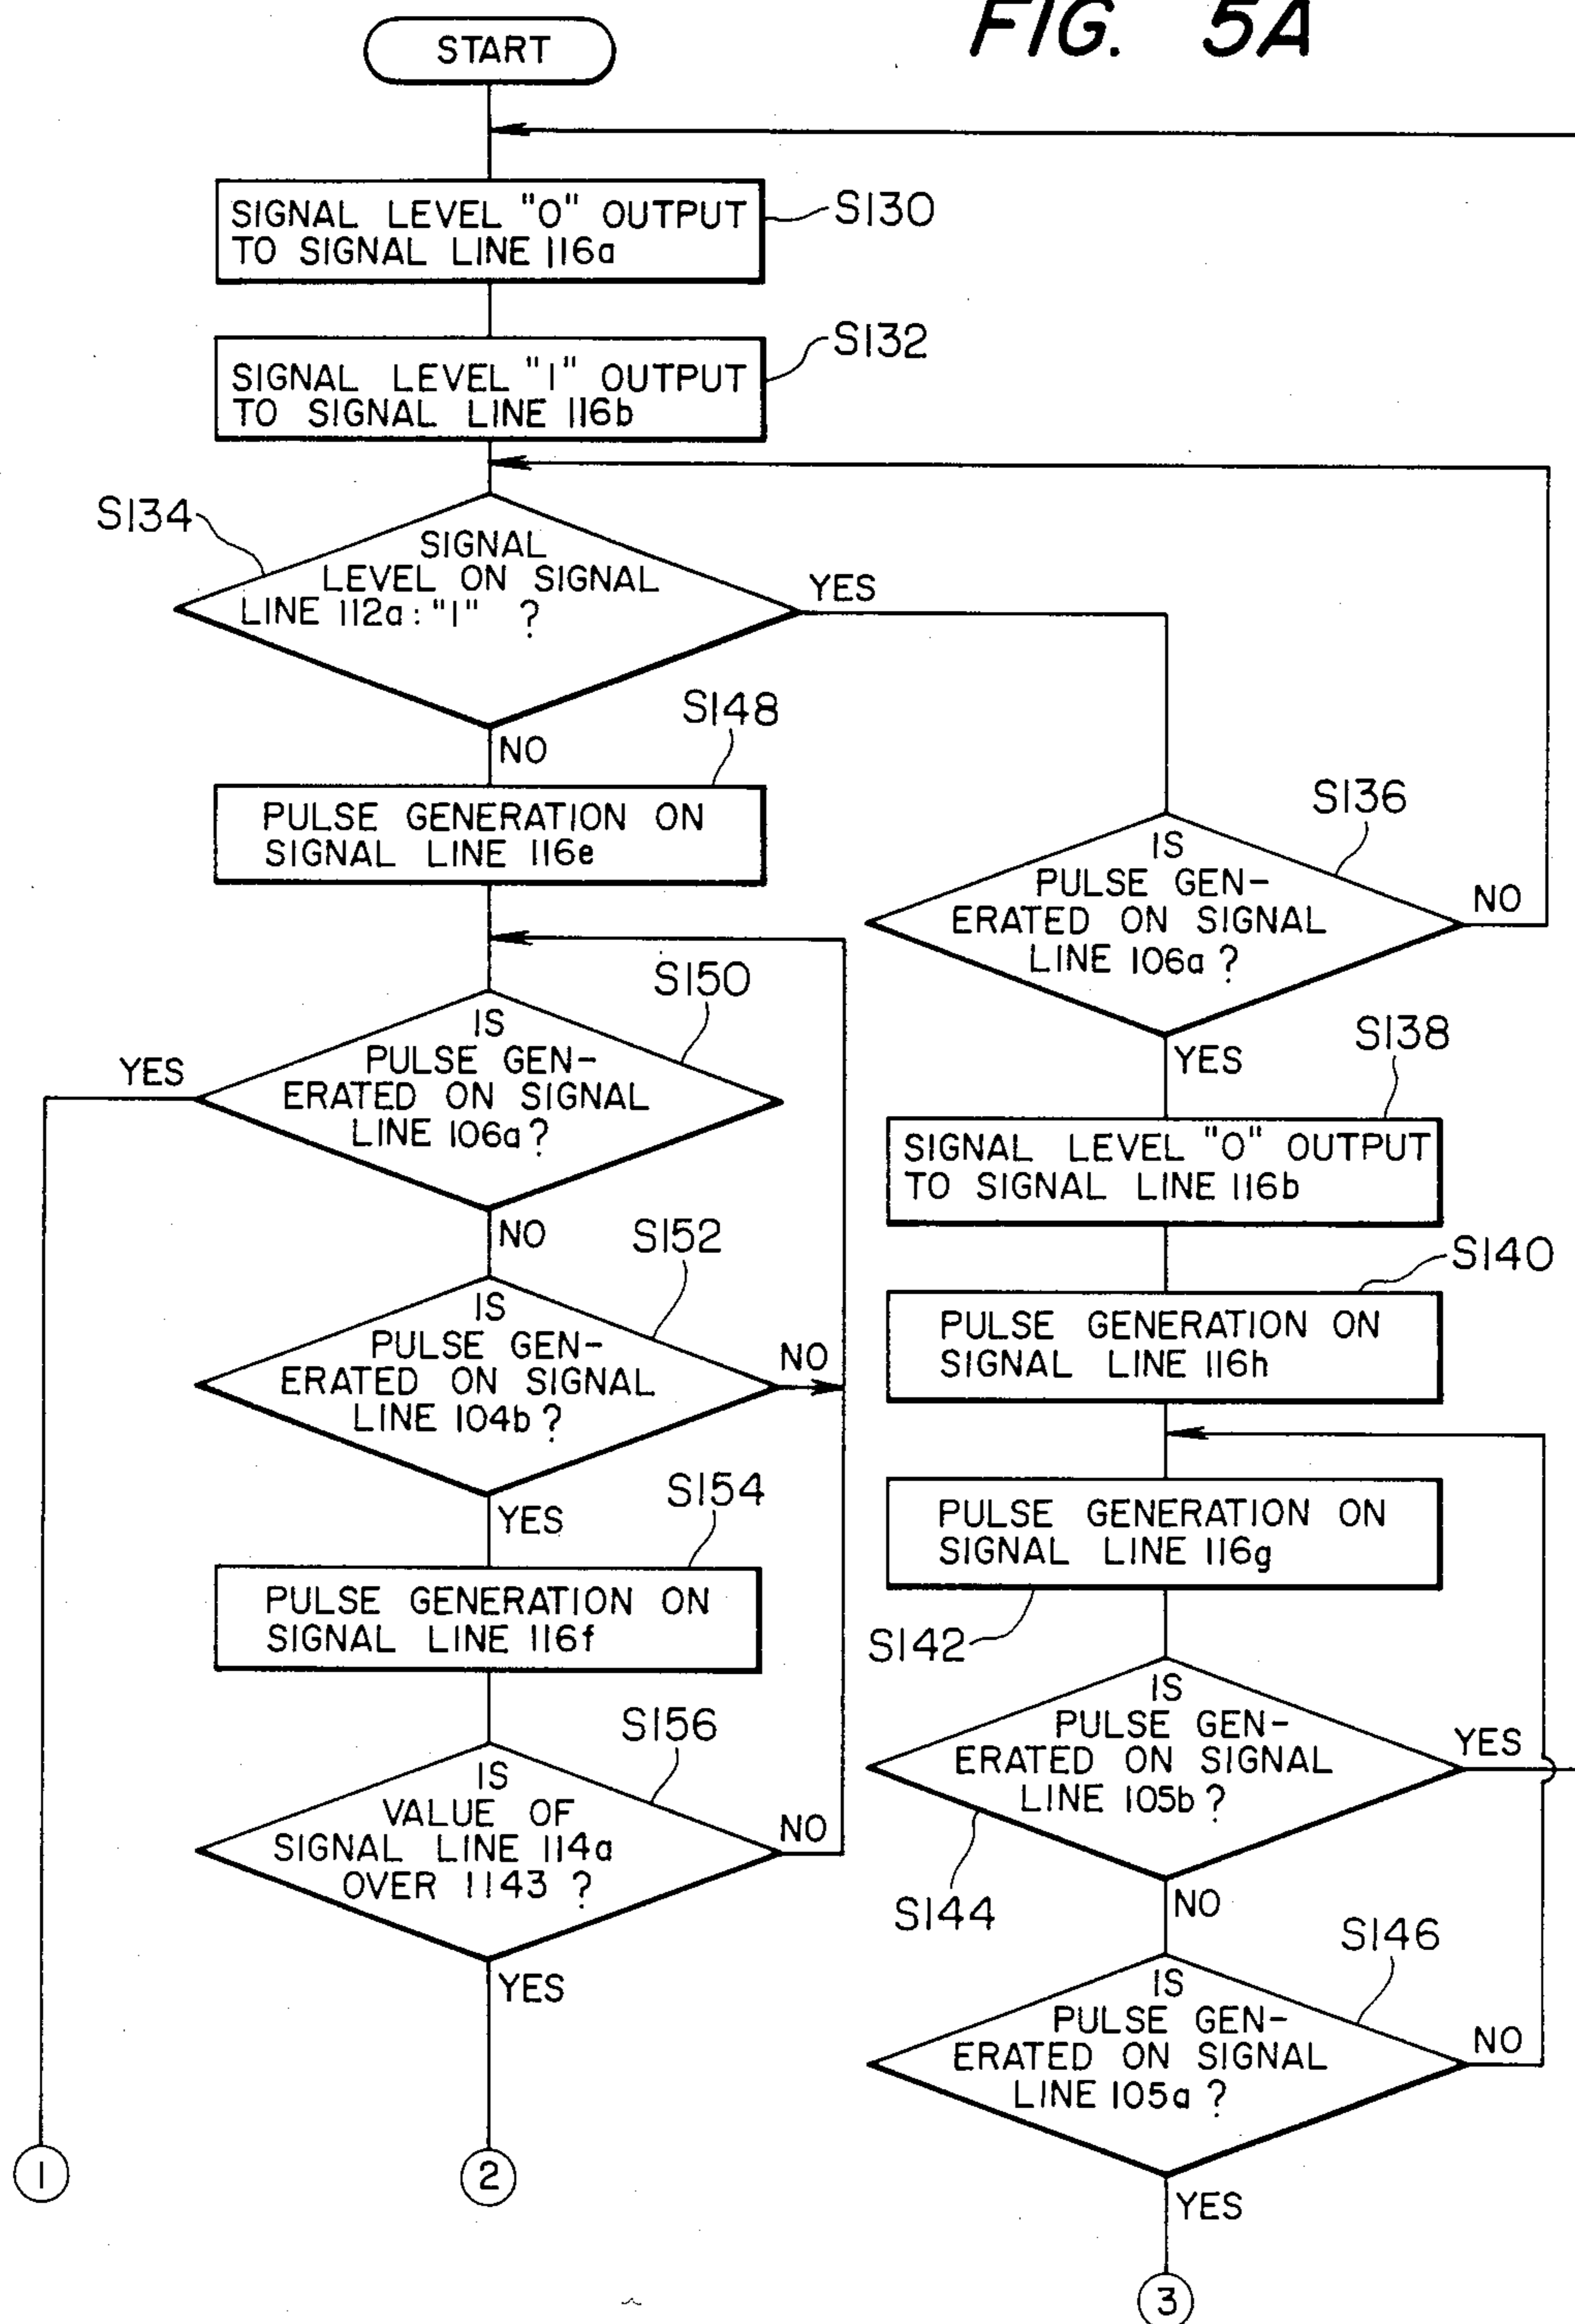 FIG. 5A
START
SIGNAL LEVEL "0" OUTPUT
TO SIGNAL LINE 116a
S130
SIGNAL LEVEL "1" OUTPUT
TO SIGNAL LINE 116b
S132
S134
SIGNAL
LEVEL ON SIGNAL
LINE 112a : "1" ?
YES
NO
S148
PULSE GENERATION ON
SIGNAL LINE 116e
S136
IS
PULSE GEN-
ERATED ON SIGNAL
LINE 106a ?
NO
YES
S150
IS
PULSE GEN-
ERATED ON SIGNAL
LINE 106a ?
YES
NO
S138
SIGNAL LEVEL "0" OUTPUT
TO SIGNAL LINE 116b
S152
IS
PULSE GEN-
ERATED ON SIGNAL
LINE 104b ?
NO
YES
S140
PULSE GENERATION ON
SIGNAL LINE 116h
S154
PULSE GENERATION ON
SIGNAL LINE 116f
PULSE GENERATION ON
SIGNAL LINE 116g
S142
S156
IS
VALUE OF
SIGNAL LINE 114a
OVER 1143 ?
NO
YES
IS
PULSE GEN-
ERATED ON SIGNAL
LINE 105b ?
YES
S144
NO
S146
IS
PULSE GEN-
ERATED ON SIGNAL
LINE 105a ?
NO
YES
1
2
3